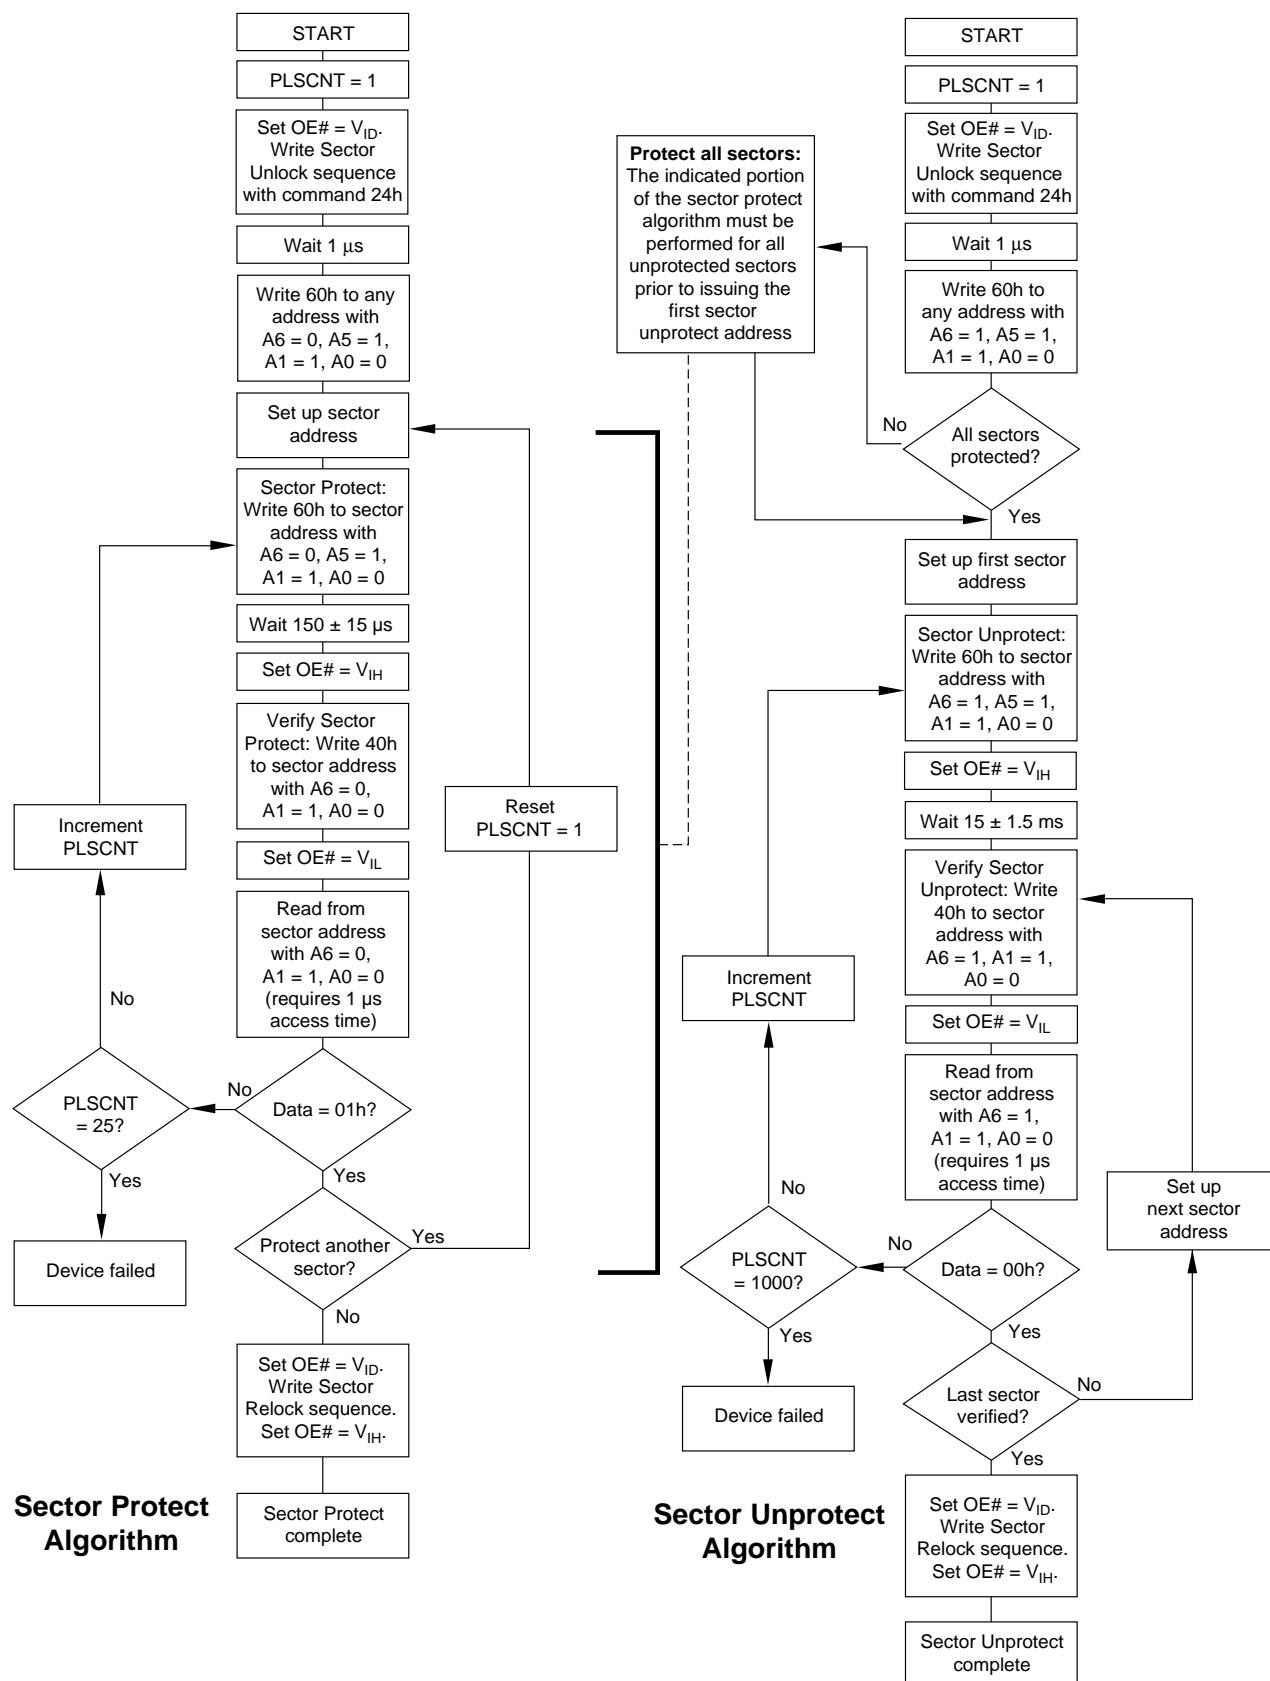 START
PLSCNT = 1
Set OE# = VID.
Write Sector
Unlock sequence
with command 24h
Wait 1 μs
Write 60h to any
address with
A6 = 0, A5 = 1,
A1 = 1, A0 = 0
Set up sector
address
Sector Protect:
Write 60h to sector
address with
A6 = 0, A5 = 1,
A1 = 1, A0 = 0
Wait 150 ± 15 μs
Set OE# = VIH
Verify Sector
Protect: Write 40h
to sector address
with A6 = 0,
A1 = 1, A0 = 0
Set OE# = VIL
Read from
sector address
with A6 = 0,
A1 = 1, A0 = 0
(requires 1 μs
access time)
Data = 01h?
No
PLSCNT
= 25?
No
Increment
PLSCNT
Yes
Device failed
Yes
Protect another
sector?
Yes
Reset
PLSCNT = 1
No
Set OE# = VID.
Write Sector
Relock sequence.
Set OE# = VIH.
Sector Protect
complete
Sector Protect
Algorithm
START
PLSCNT = 1
Set OE# = VID.
Write Sector
Unlock sequence
with command 24h
Wait 1 μs
Write 60h to
any address with
A6 = 1, A5 = 1,
A1 = 1, A0 = 0
All sectors
protected?
No
Protect all sectors:
The indicated portion
of the sector protect
algorithm must be
performed for all
unprotected sectors
prior to issuing the
first sector
unprotect address
Yes
Set up first sector
address
Sector Unprotect:
Write 60h to sector
address with
A6 = 1, A5 = 1,
A1 = 1, A0 = 0
Set OE# = VIH
Wait 15 ± 1.5 ms
Verify Sector
Unprotect: Write
40h to sector
address with
A6 = 1, A1 = 1,
A0 = 0
Set OE# = VIL
Read from
sector address
with A6 = 1,
A1 = 1, A0 = 0
(requires 1 μs
access time)
Data = 00h?
No
PLSCNT
= 1000?
No
Increment
PLSCNT
Yes
Device failed
Yes
Last sector
verified?
No
Set up
next sector
address
Yes
Set OE# = VID.
Write Sector
Relock sequence.
Set OE# = VIH.
Sector Unprotect
complete
Sector Unprotect
Algorithm